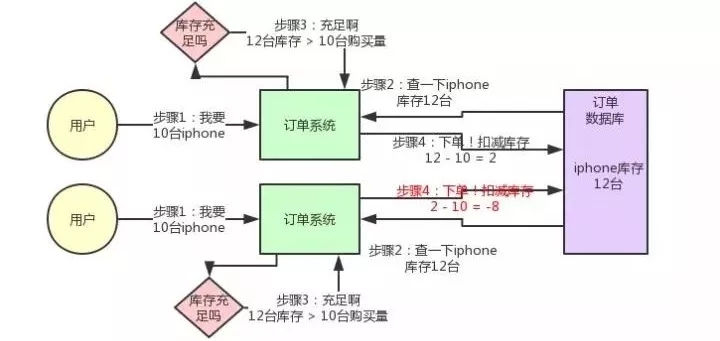 库存充
足吗
步骤3：充足啊
12台库存 > 10台购买量
步骤2：查一下iphone
库存12台
用户
步骤1：我要
10台iphone
订单系统
步骤4：下单！扣减库存
12 - 10 = 2
订单
数据库
iphone库存
12台
用户
步骤1：我要
10台iphone
订单系统
步骤4：下单！扣减库存
2 - 10 = -8
步骤2：查一下iphone
库存12台
库存充
足吗
步骤3：充足啊
12台库存 > 10台购买量